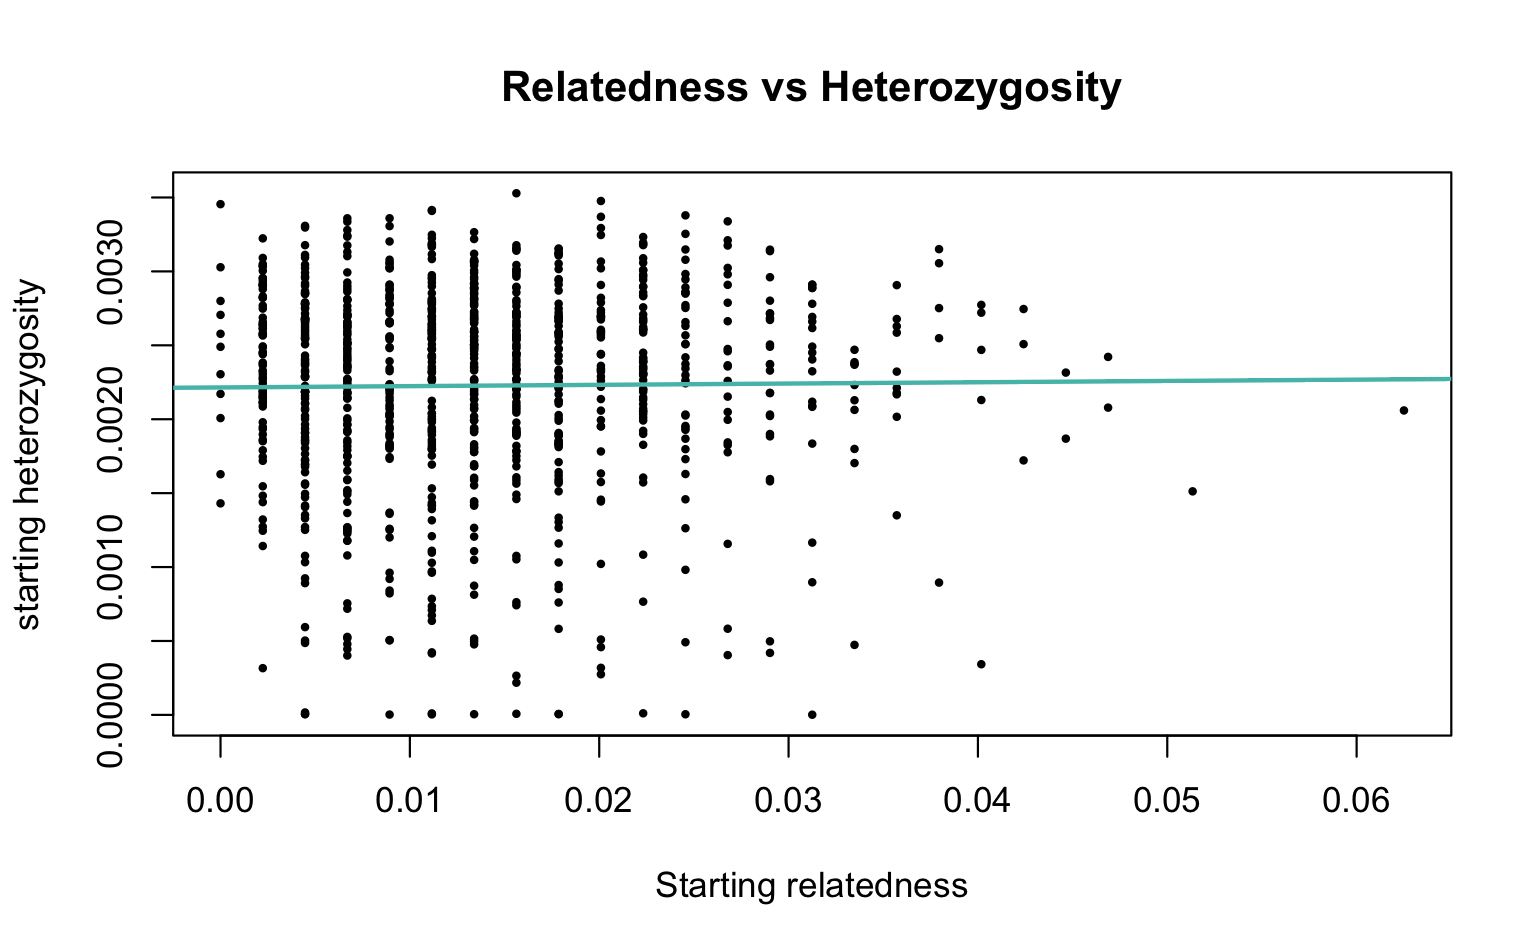 Relatedness vs Heterozygosity
starting heterozygosity
0.0030
0.0020
0.0010
0.0000
0.00 0.01 0.02 0.03 0.04 0.05 0.06
Starting relatedness